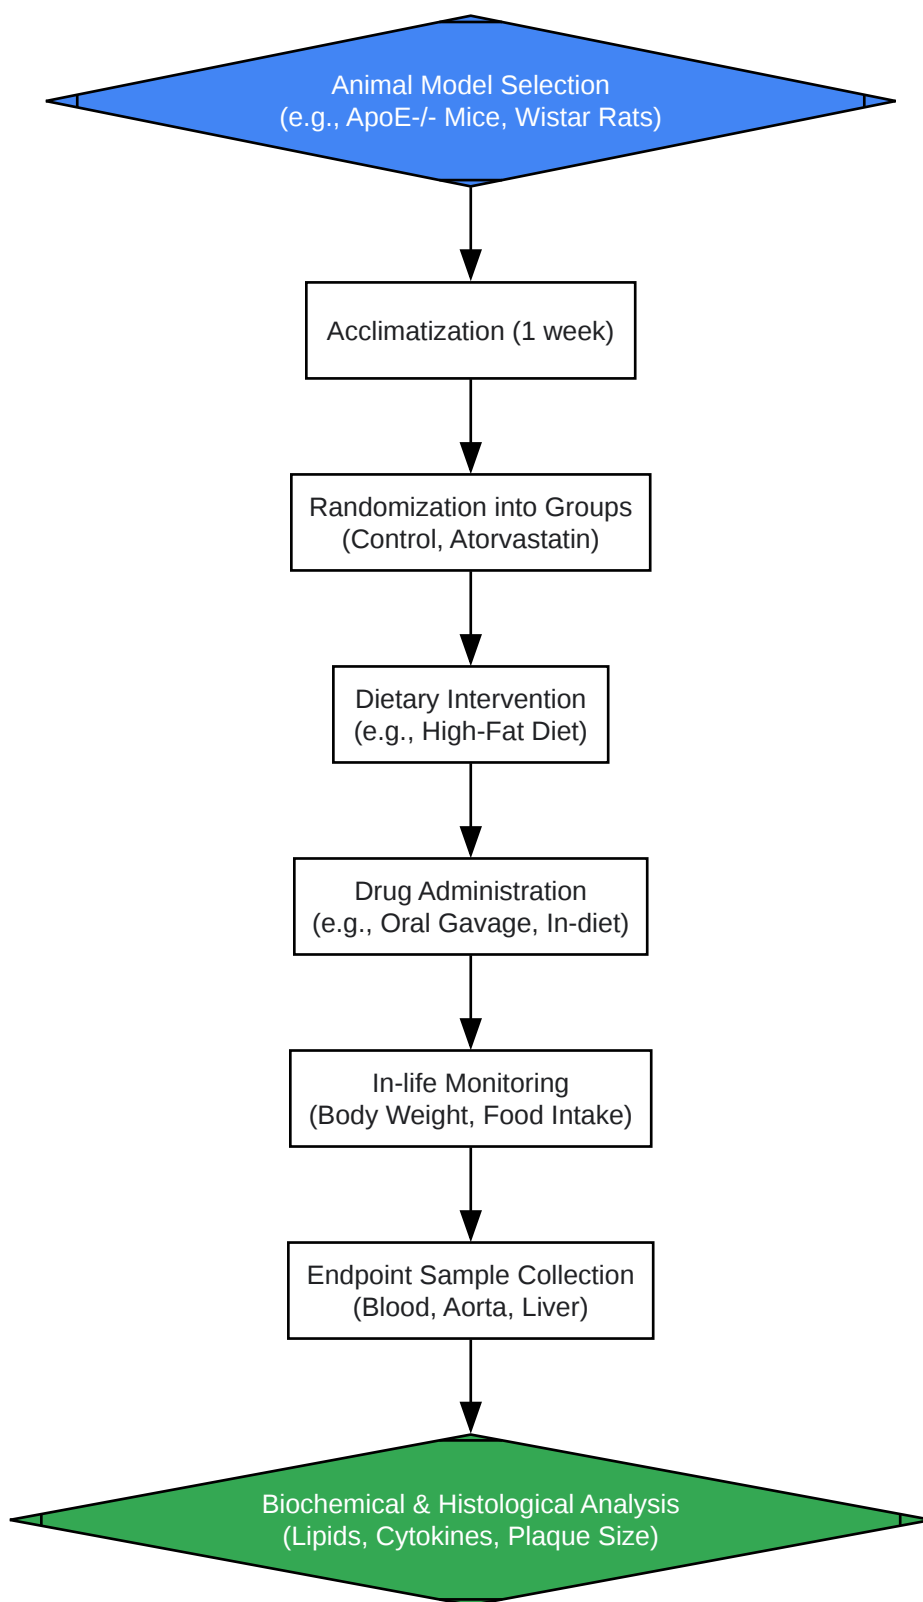 Animal Model Selection
(e.g., ApoE-/- Mice, Wistar Rats)
Acclimatization (1 week)
Randomization into Groups
(Control, Atorvastatin)
Dietary Intervention
(e.g., High-Fat Diet)
Drug Administration
(e.g., Oral Gavage, In-diet)
In-life Monitoring
(Body Weight, Food Intake)
Endpoint Sample Collection
(Blood, Aorta, Liver)
Biochemical & Histological Analysis
(Lipids, Cytokines, Plaque Size)